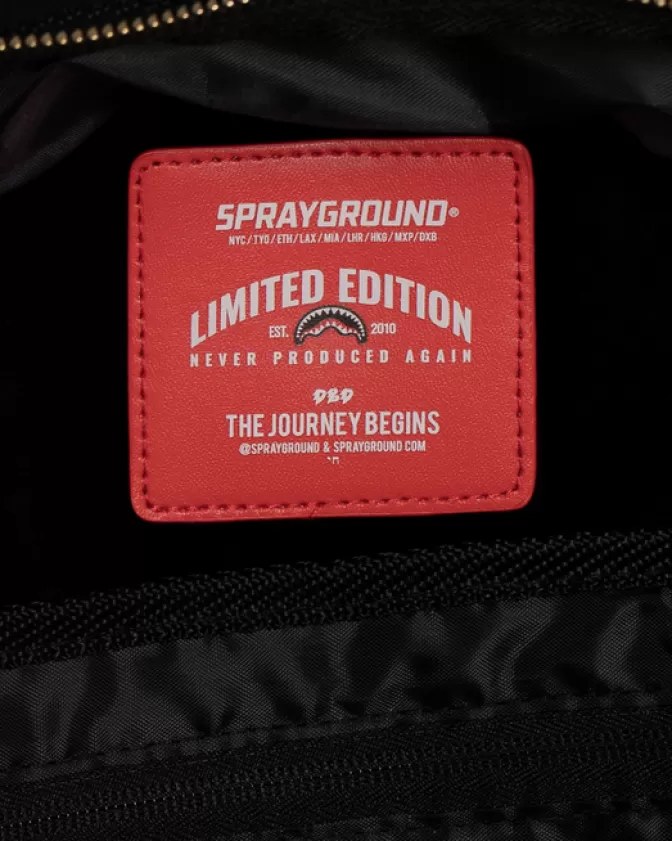 SPRAYGROUND®
NYC/TYO/ETH/LAX/MIA/LHR/HKG/MXP/DXB
LIMITED EDITION
EST. 2010
NEVER PRODUCED AGAIN
DBD
THE JOURNEY BEGINS
@SPRAYGROUND & SPRAYGROUND.COM